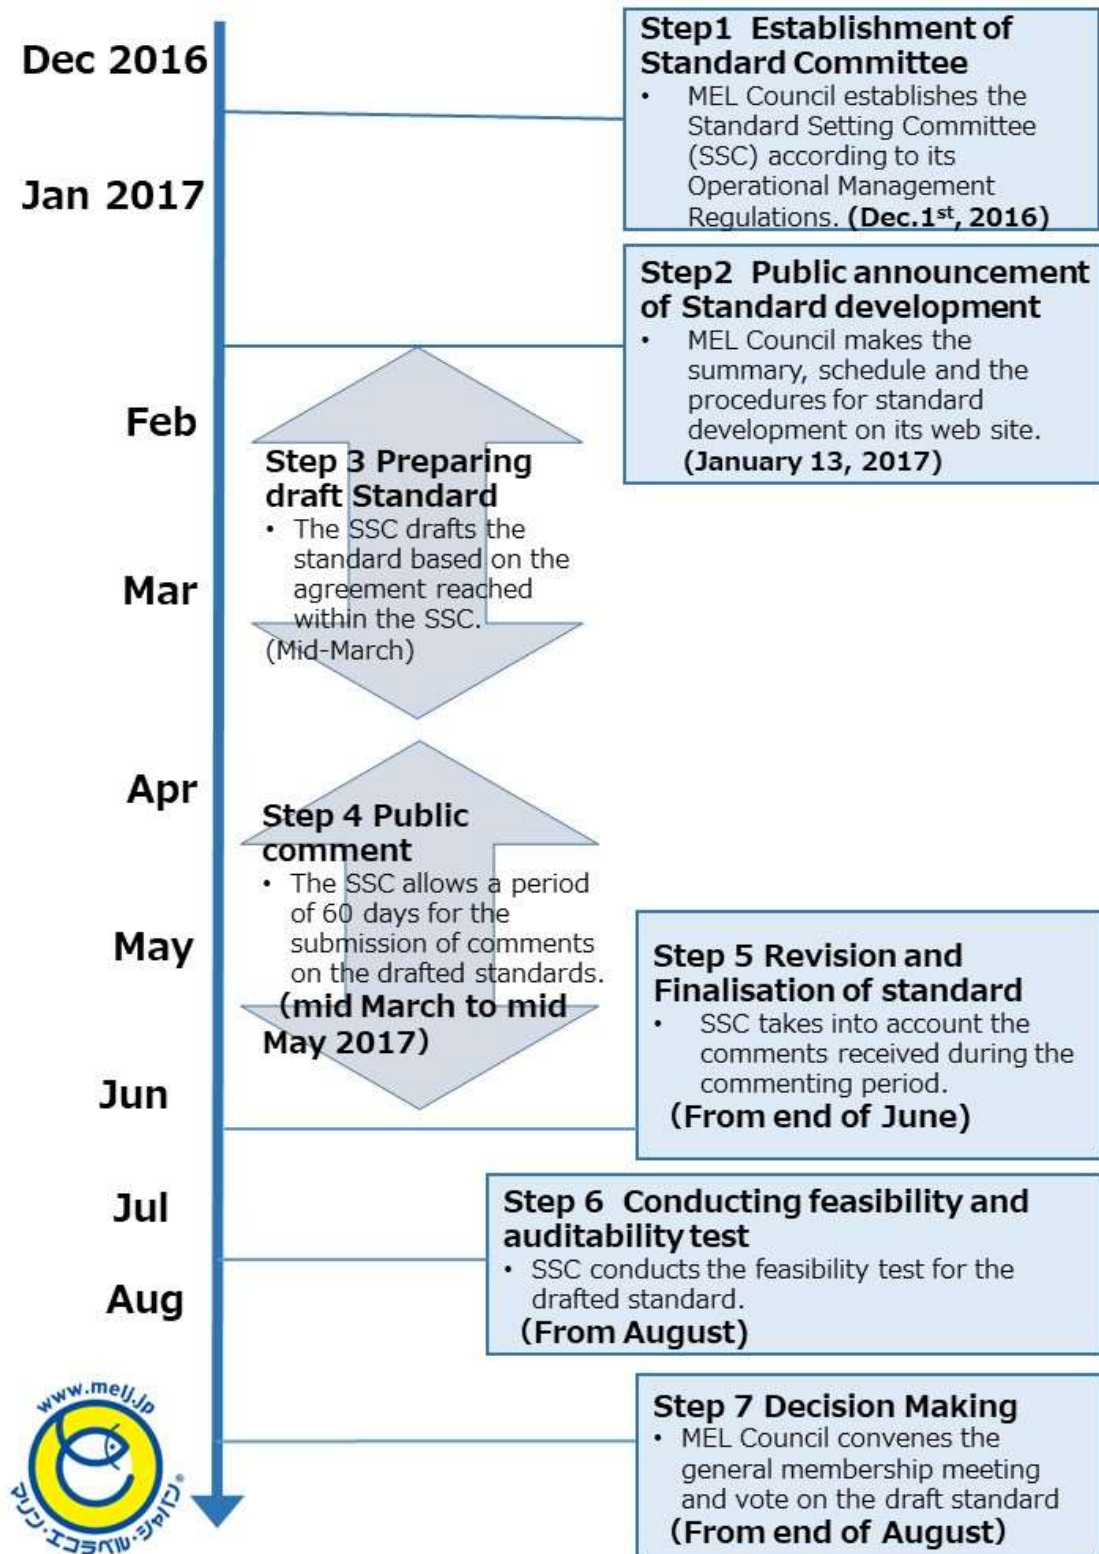 Dec 2016
Step1 Establishment of
Standard Committee
• MEL Council establishes the
Standard Setting Committee
(SSC) according to its
Operational Management
Regulations. (Dec.1st, 2016)
Jan 2017
Step2 Public announcement
of Standard development
• MEL Council makes the
summary, schedule and the
procedures for standard
development on its web site.
(January 13, 2017)
Feb
Step 3 Preparing
draft Standard
• The SSC drafts the
standard based on the
agreement reached
within the SSC.
(Mid-March)
Mar
Apr
Step 4 Public
comment
• The SSC allows a period
of 60 days for the
submission of comments
on the drafted standards.
(mid March to mid
May 2017)
May
Step 5 Revision and
Finalisation of standard
• SSC takes into account the
comments received during the
commenting period.
(From end of June)
Jun
Jul
Step 6 Conducting feasibility and
auditability test
• SSC conducts the feasibility test for the
drafted standard.
(From August)
Aug
Step 7 Decision Making
• MEL Council convenes the
general membership meeting
and vote on the draft standard
(From end of August)
www.melj.jp
マリン・エコラベル・ジャパン®